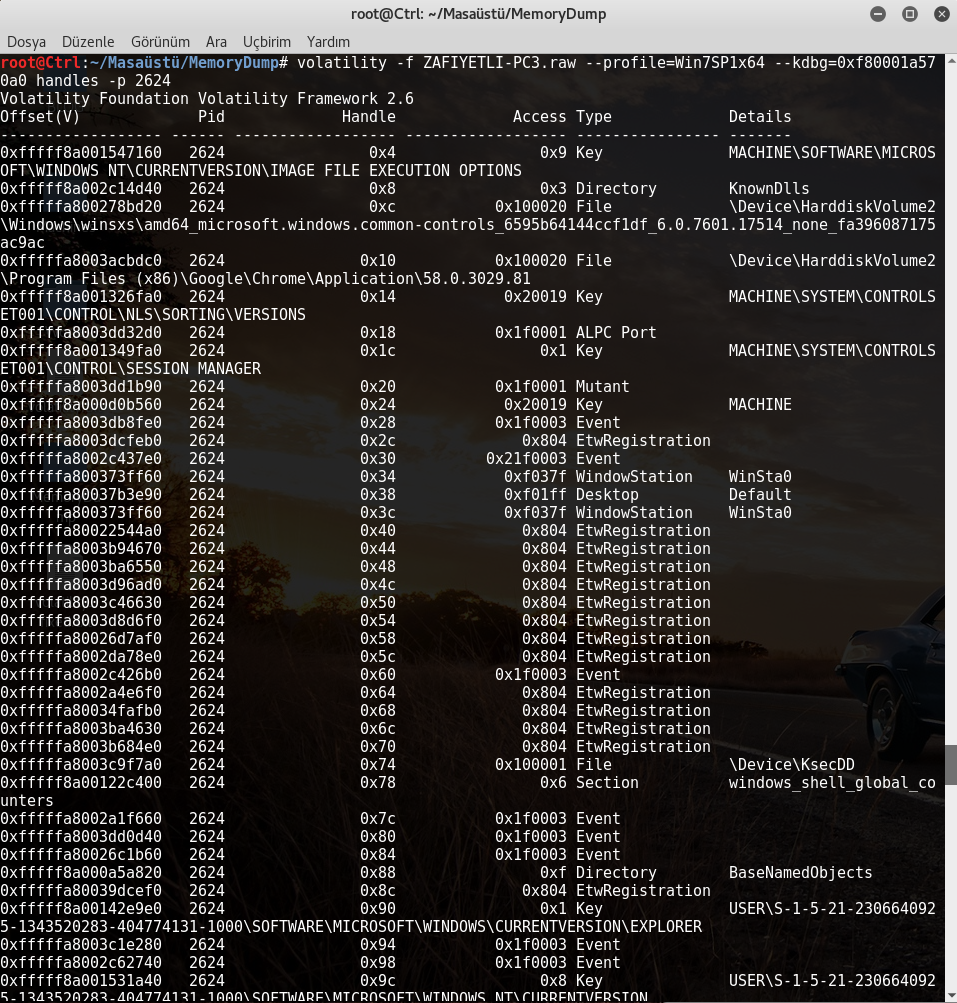 root@Ctrl: ~/Masaüstü/MemoryDump
Dosya Düzenle Görünüm Ara Uçbirim Yardım
root@Ctrl:~/Masaüstü/MemoryDump# volatility -f ZAFIYETLI-PC3.raw --profile=Win7SP1x64 --kdbg=0xf80001a57
0a0 handles -p 2624
Volatility Foundation Volatility Framework 2.6
Offset(V) Pid Handle Access Type Details
------------------ ------ ------------------ ------------------ ---------------- -------
0xfffff8a001547160 2624 0x4 0x9 Key MACHINE\SOFTWARE\MICROS
OFT\WINDOWS NT\CURRENTVERSION\IMAGE FILE EXECUTION OPTIONS
0xfffff8a002c14d40 2624 0x8 0x3 Directory KnownDlls
0xfffffa800278bd20 2624 0xc 0x100020 File \Device\HarddiskVolume2
\Windows\winsxs\amd64_microsoft.windows.common-controls_6595b64144ccf1df_6.0.7601.17514_none_fa396087175
ac9ac
0xfffffa8003acbdc0 2624 0x10 0x100020 File \Device\HarddiskVolume2
\Program Files (x86)\Google\Chrome\Application\58.0.3029.81
0xfffff8a001326fa0 2624 0x14 0x20019 Key MACHINE\SYSTEM\CONTROLS
ET001\CONTROL\NLS\SORTING\VERSIONS
0xfffffa8003dd32d0 2624 0x18 0x1f0001 ALPC Port
0xfffff8a001349fa0 2624 0x1c 0x1 Key MACHINE\SYSTEM\CONTROLS
ET001\CONTROL\SESSION MANAGER
0xfffffa8003dd1b90 2624 0x20 0x1f0001 Mutant
0xfffff8a000d0b560 2624 0x24 0x20019 Key MACHINE
0xfffffa8003db8fe0 2624 0x28 0x1f0003 Event
0xfffffa8003dcfeb0 2624 0x2c 0x804 EtwRegistration
0xfffffa8002c437e0 2624 0x30 0x21f0003 Event
0xfffffa800373ff60 2624 0x34 0xf037f WindowStation WinSta0
0xfffffa80037b3e90 2624 0x38 0xf01ff Desktop Default
0xfffffa800373ff60 2624 0x3c 0xf037f WindowStation WinSta0
0xfffffa80022544a0 2624 0x40 0x804 EtwRegistration
0xfffffa8003b94670 2624 0x44 0x804 EtwRegistration
0xfffffa8003ba6550 2624 0x48 0x804 EtwRegistration
0xfffffa8003d96ad0 2624 0x4c 0x804 EtwRegistration
0xfffffa8003c46630 2624 0x50 0x804 EtwRegistration
0xfffffa8003d8d6f0 2624 0x54 0x804 EtwRegistration
0xfffffa80026d7af0 2624 0x58 0x804 EtwRegistration
0xfffffa8002da78e0 2624 0x5c 0x804 EtwRegistration
0xfffffa8002c426b0 2624 0x60 0x1f0003 Event
0xfffffa8002a4e6f0 2624 0x64 0x804 EtwRegistration
0xfffffa80034fafb0 2624 0x68 0x804 EtwRegistration
0xfffffa8003ba4630 2624 0x6c 0x804 EtwRegistration
0xfffffa8003b684e0 2624 0x70 0x804 EtwRegistration
0xfffffa8003c9f7a0 2624 0x74 0x100001 File \Device\KsecDD
0xfffff8a00122c400 2624 0x78 0x6 Section windows_shell_global_co
unters
0xfffffa8002a1f660 2624 0x7c 0x1f0003 Event
0xfffffa8003dd0d40 2624 0x80 0x1f0003 Event
0xfffffa80026c1b60 2624 0x84 0x1f0003 Event
0xfffff8a000a5a820 2624 0x88 0xf Directory BaseNamedObjects
0xfffffa80039dcef0 2624 0x8c 0x804 EtwRegistration
0xfffff8a00142e9e0 2624 0x90 0x1 Key USER\S-1-5-21-230664092
5-1343520283-404774131-1000\SOFTWARE\MICROSOFT\WINDOWS\CURRENTVERSION\EXPLORER
0xfffffa8003c1e280 2624 0x94 0x1f0003 Event
0xfffffa8002c62740 2624 0x98 0x1f0003 Event
0xfffff8a001531a40 2624 0x9c 0x8 Key USER\S-1-5-21-230664092
5-1343520283-404774131-1000\SOFTWARE\MICROSOFT\WINDOWS NT\CURRENTVERSION